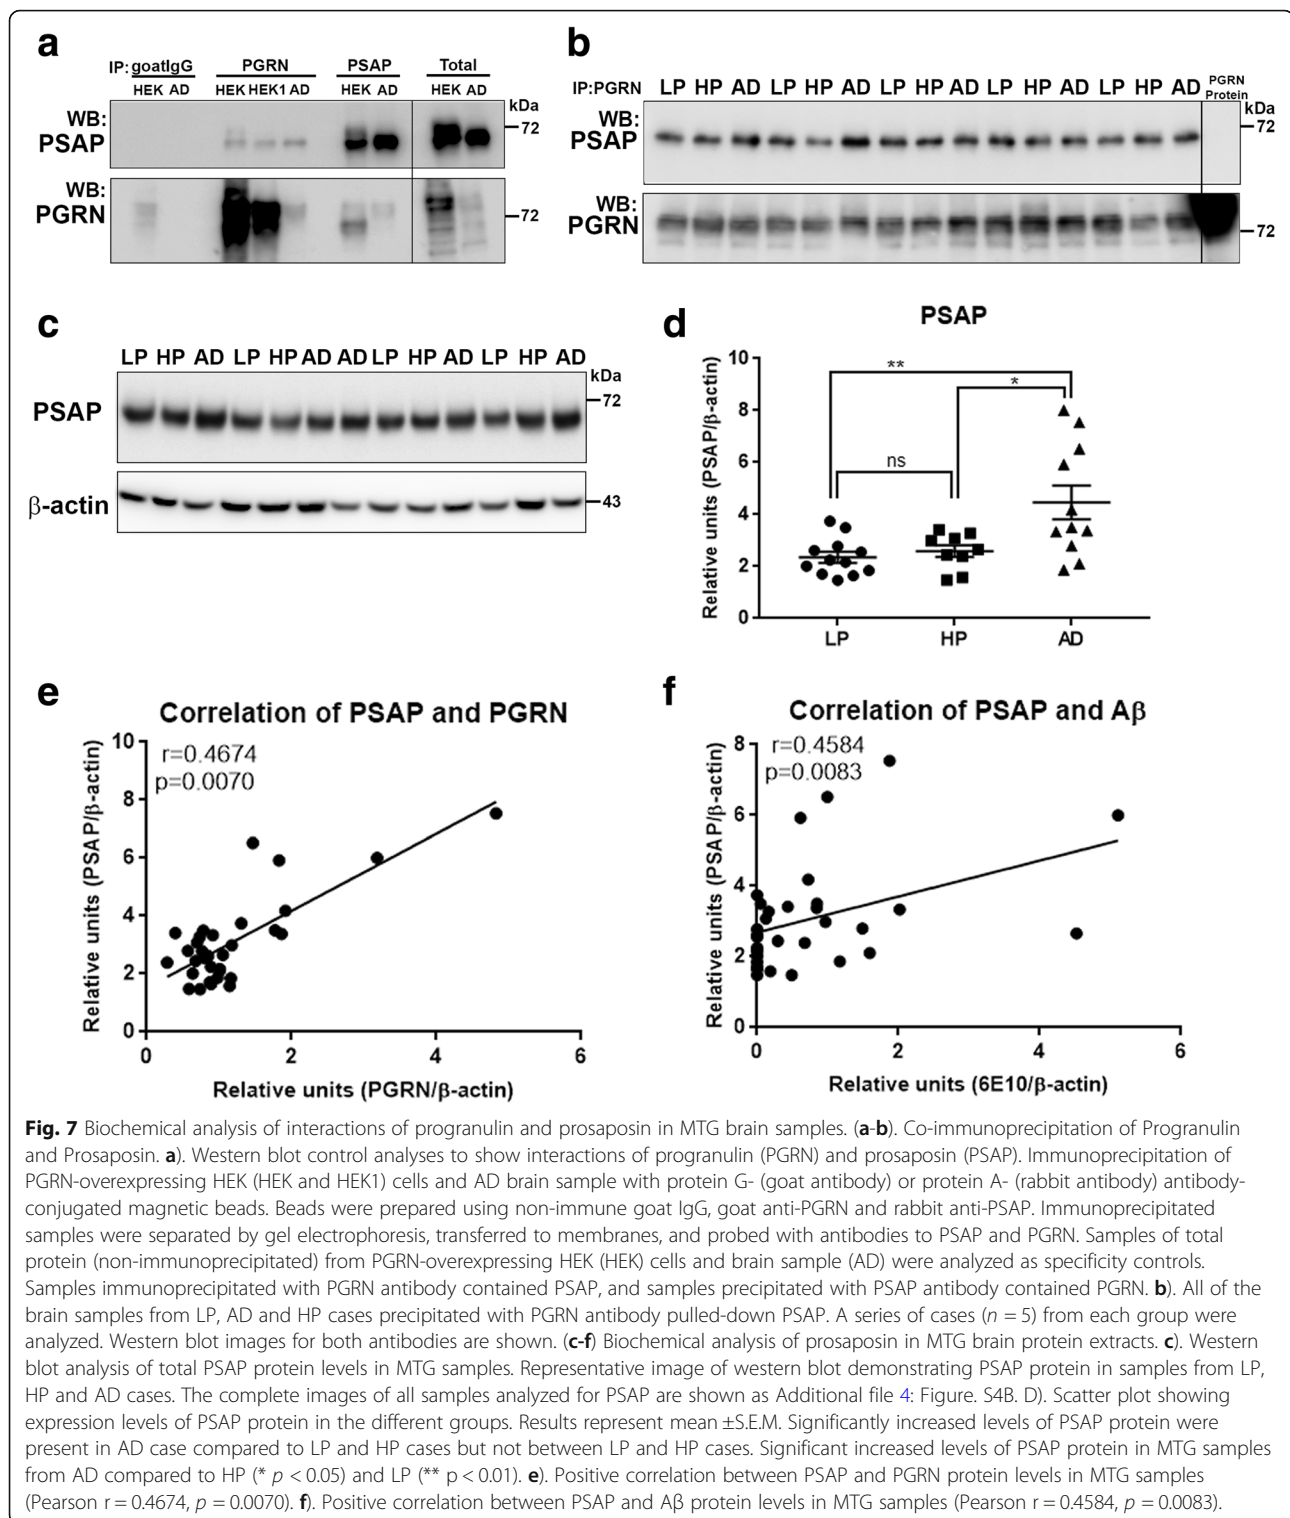 a
IP: goatIgG PGRN PSAP Total
HEK AD HEK HEK1 AD HEK AD HEK AD
kDa
WB:
PSAP
72
WB:
PGRN
72
b
IP:PGRN LP HP AD LP HP AD LP HP AD LP HP AD LP HP AD PGRN Protein
kDa
WB:
PSAP
72
WB:
PGRN
72
c
LP HP AD LP HP AD AD LP HP AD LP HP AD
kDa
PSAP
72
β-actin
43
d
PSAP
Relative units (PSAP/β-actin)
10
8
6
4
2
0
**
*
ns
LP HP AD
e
Correlation of PSAP and PGRN
r=0.4674
p=0.0070
Relative units (PSAP/β-actin)
10
8
6
4
2
0
0 2 4 6
Relative units (PGRN/β-actin)
f
Correlation of PSAP and Aβ
r=0.4584
p=0.0083
Relative units (PSAP/β-actin)
8
6
4
2
0
0 2 4 6
Relative units (6E10/β-actin)
Fig. 7 Biochemical analysis of interactions of progranulin and prosaposin in MTG brain samples. (a-b). Co-immunoprecipitation of Progranulin
and Prosaposin. a). Western blot control analyses to show interactions of progranulin (PGRN) and prosaposin (PSAP). Immunoprecipitation of
PGRN-overexpressing HEK (HEK and HEK1) cells and AD brain sample with protein G- (goat antibody) or protein A- (rabbit antibody) antibody-
conjugated magnetic beads. Beads were prepared using non-immune goat IgG, goat anti-PGRN and rabbit anti-PSAP. Immunoprecipitated
samples were separated by gel electrophoresis, transferred to membranes, and probed with antibodies to PSAP and PGRN. Samples of total
protein (non-immunoprecipitated) from PGRN-overexpressing HEK (HEK) cells and brain sample (AD) were analyzed as specificity controls.
Samples immunoprecipitated with PGRN antibody contained PSAP, and samples precipitated with PSAP antibody contained PGRN. b). All of the
brain samples from LP, AD and HP cases precipitated with PGRN antibody pulled-down PSAP. A series of cases (n = 5) from each group were
analyzed. Western blot images for both antibodies are shown. (c-f) Biochemical analysis of prosaposin in MTG brain protein extracts. c). Western
blot analysis of total PSAP protein levels in MTG samples. Representative image of western blot demonstrating PSAP protein in samples from LP,
HP and AD cases. The complete images of all samples analyzed for PSAP are shown as Additional file 4: Figure. S4B. D). Scatter plot showing
expression levels of PSAP protein in the different groups. Results represent mean ±S.E.M. Significantly increased levels of PSAP protein were
present in AD case compared to LP and HP cases but not between LP and HP cases. Significant increased levels of PSAP protein in MTG samples
from AD compared to HP (* p < 0.05) and LP (** p < 0.01). e). Positive correlation between PSAP and PGRN protein levels in MTG samples
(Pearson r = 0.4674, p = 0.0070). f). Positive correlation between PSAP and Aβ protein levels in MTG samples (Pearson r = 0.4584, p = 0.0083).